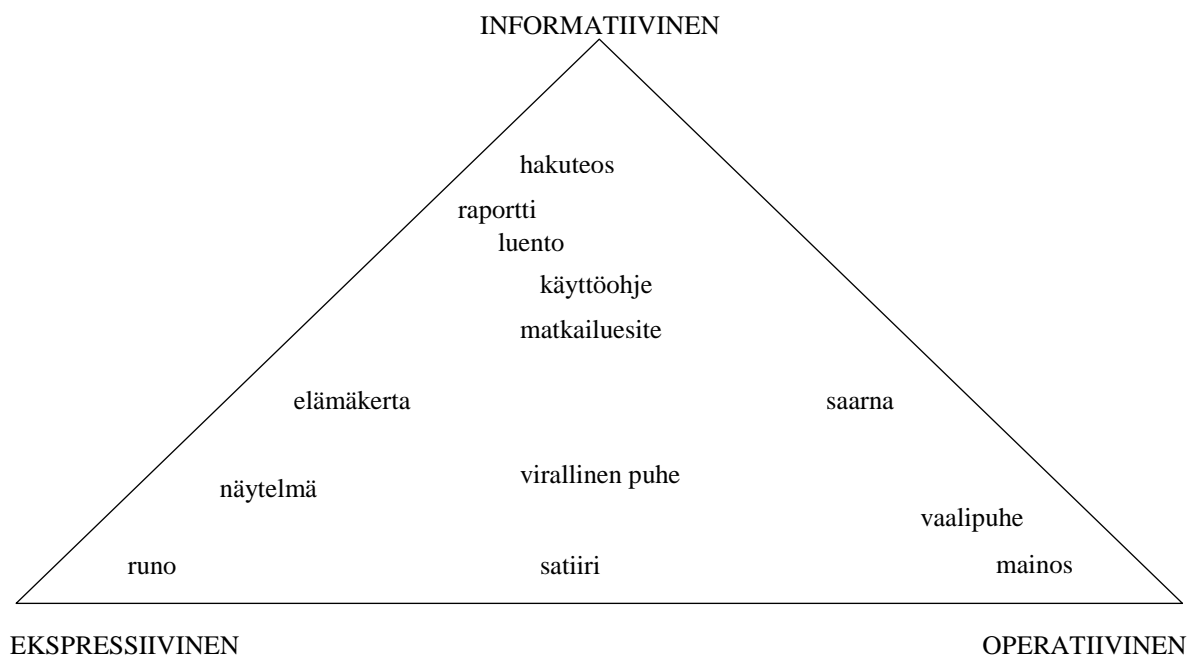 INFORMATIIVINEN
hakuteos
raportti
luento
käyttöohje
matkailuesite
elämäkerta
saarna
virallinen puhe
näytelmä
vaalipuhe
runo
satiiri
mainos
EKSPRESSIIVINEN
OPERATIIVINEN